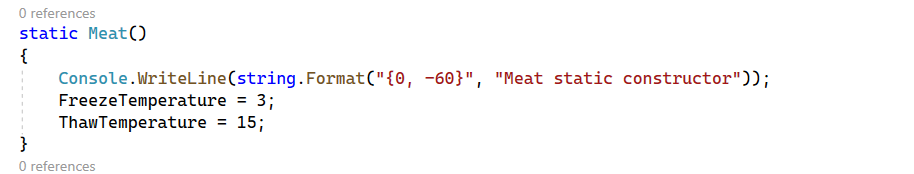 0 references
static Meat()
{
    Console.WriteLine(string.Format("{0, -60}", "Meat static constructor"));
    FreezeTemperature = 3;
    ThawTemperature = 15;
}
0 references